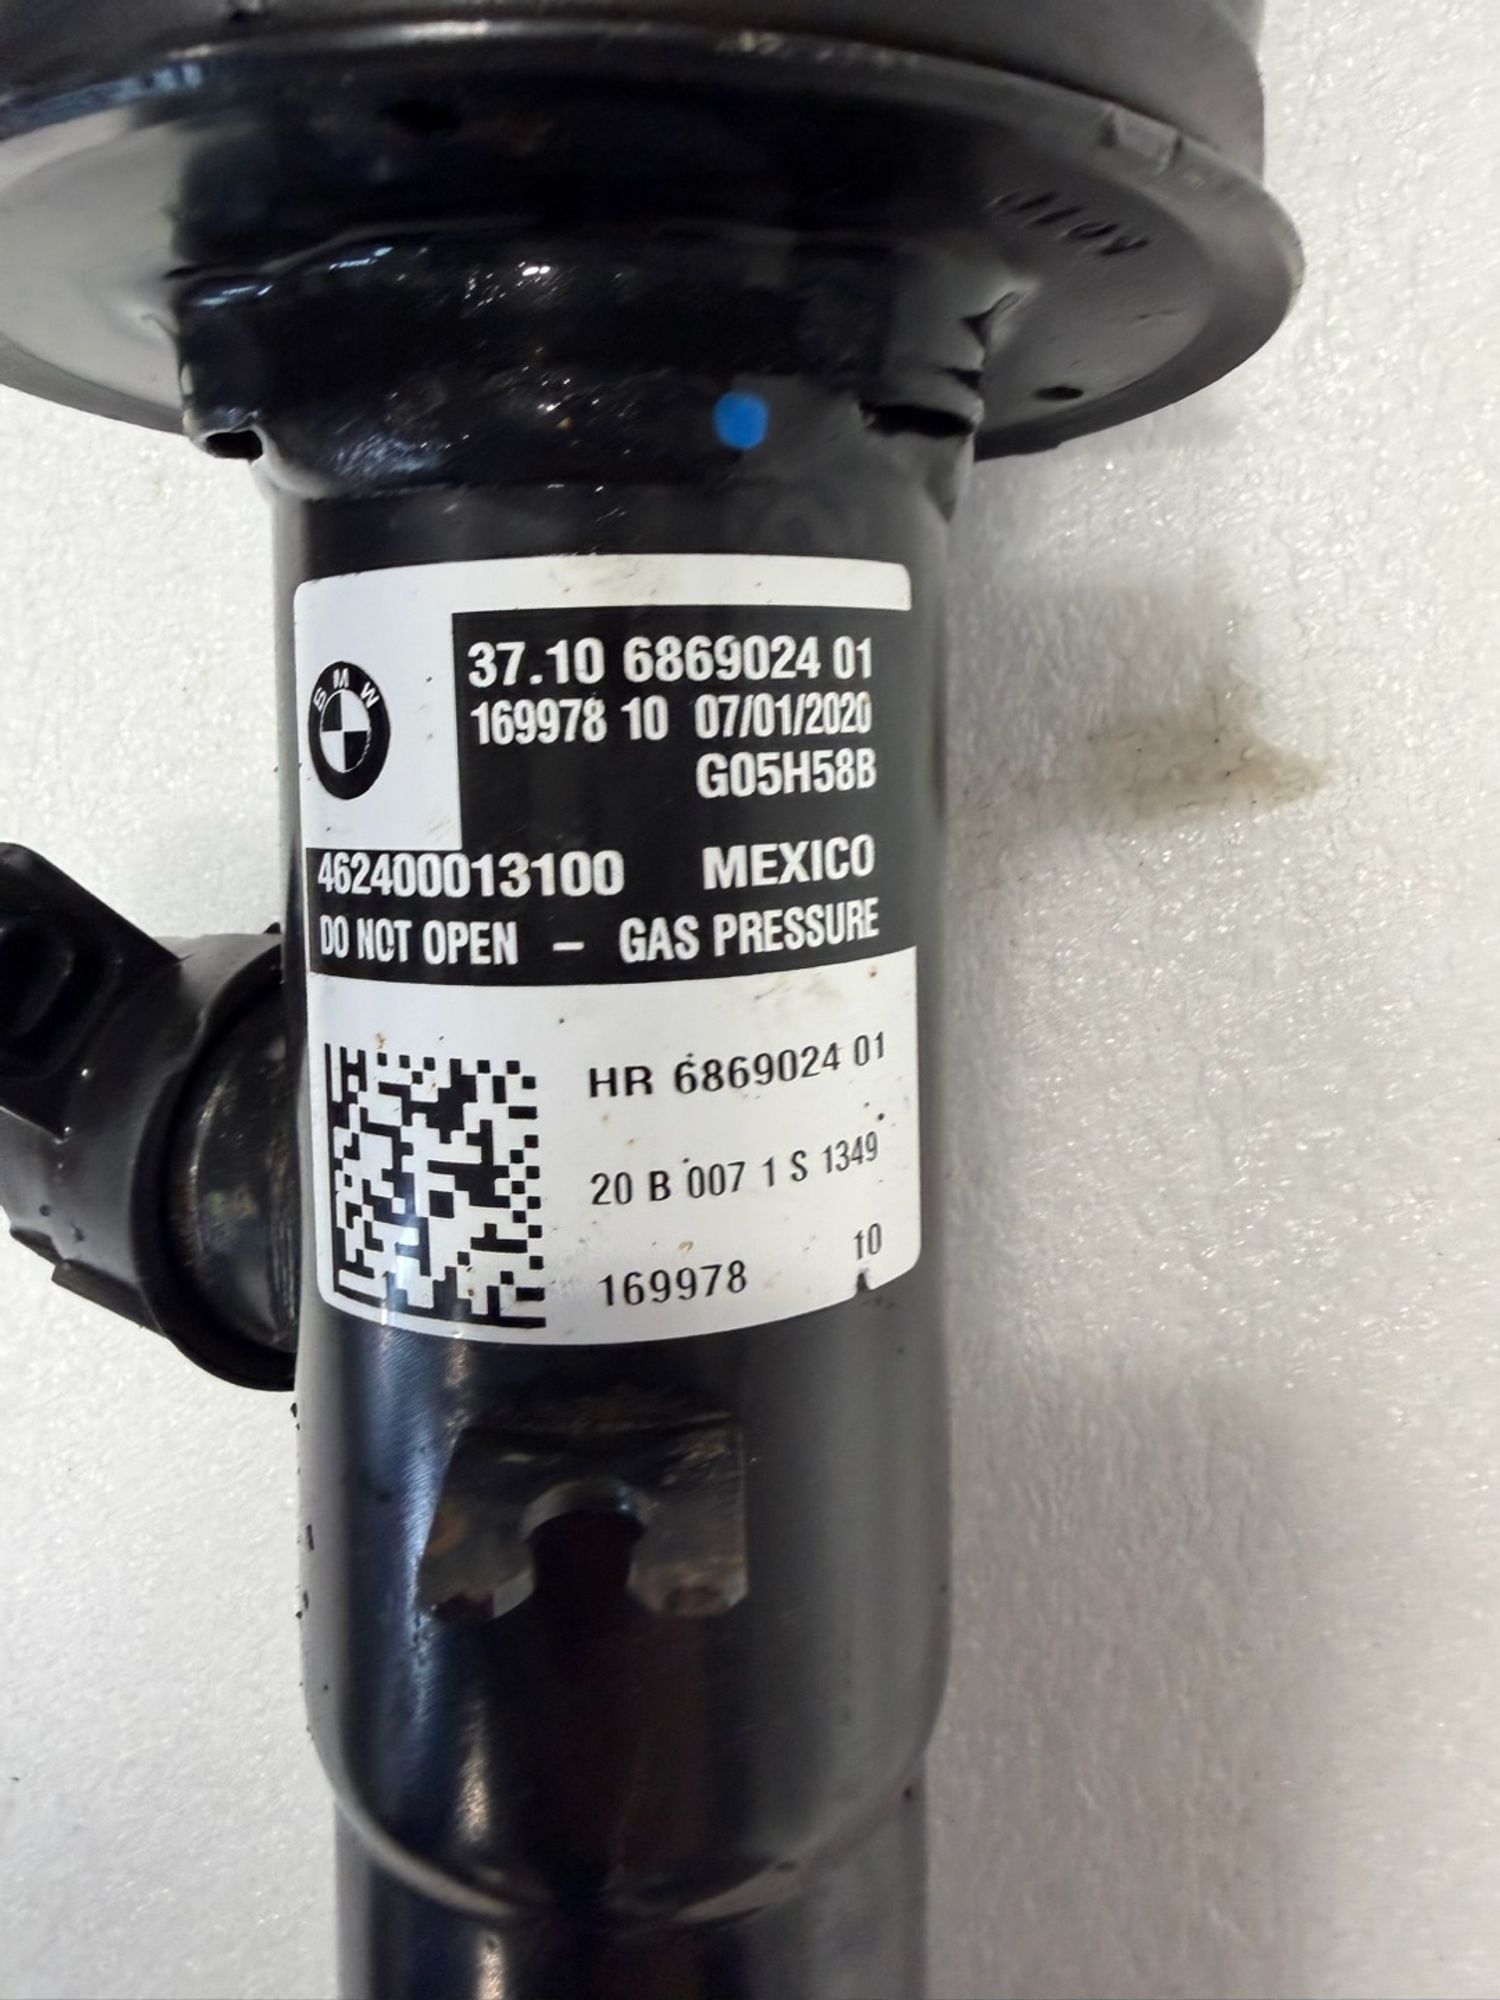 BMW
37.10 6869024 01
169978 10 07/01/2020
G05H58B
462400013100 MEXICO
DO NOT OPEN – GAS PRESSURE
HR 6869024 01
20 B 007 1 S 1349
169978 10